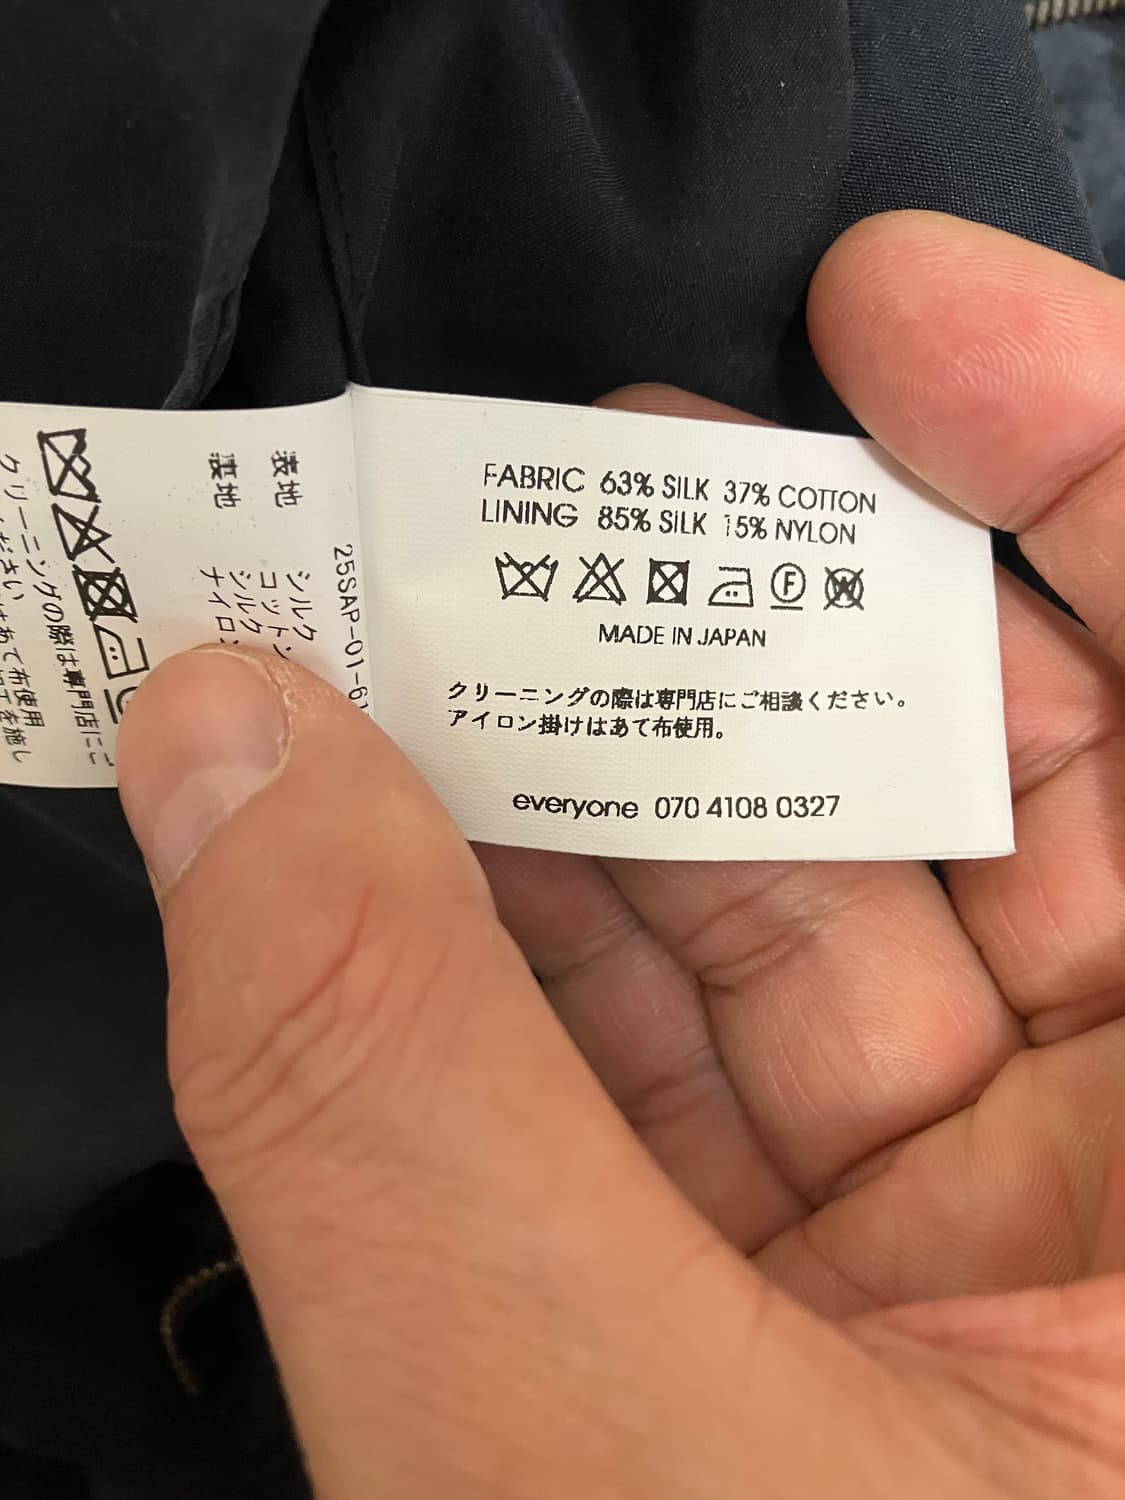 FABRIC 63% SILK 37% COTTON
LINING 85% SILK 15% NYLON
MADE IN JAPAN
クリーニングの際は専門店にご相談ください。
アイロン掛けはあて布使用。
everyone 070 4108 0327
25SAP-01-61
表地 シルク
コットン
裏地 シルク
ナイロン
クリーニングの際は専門店にご